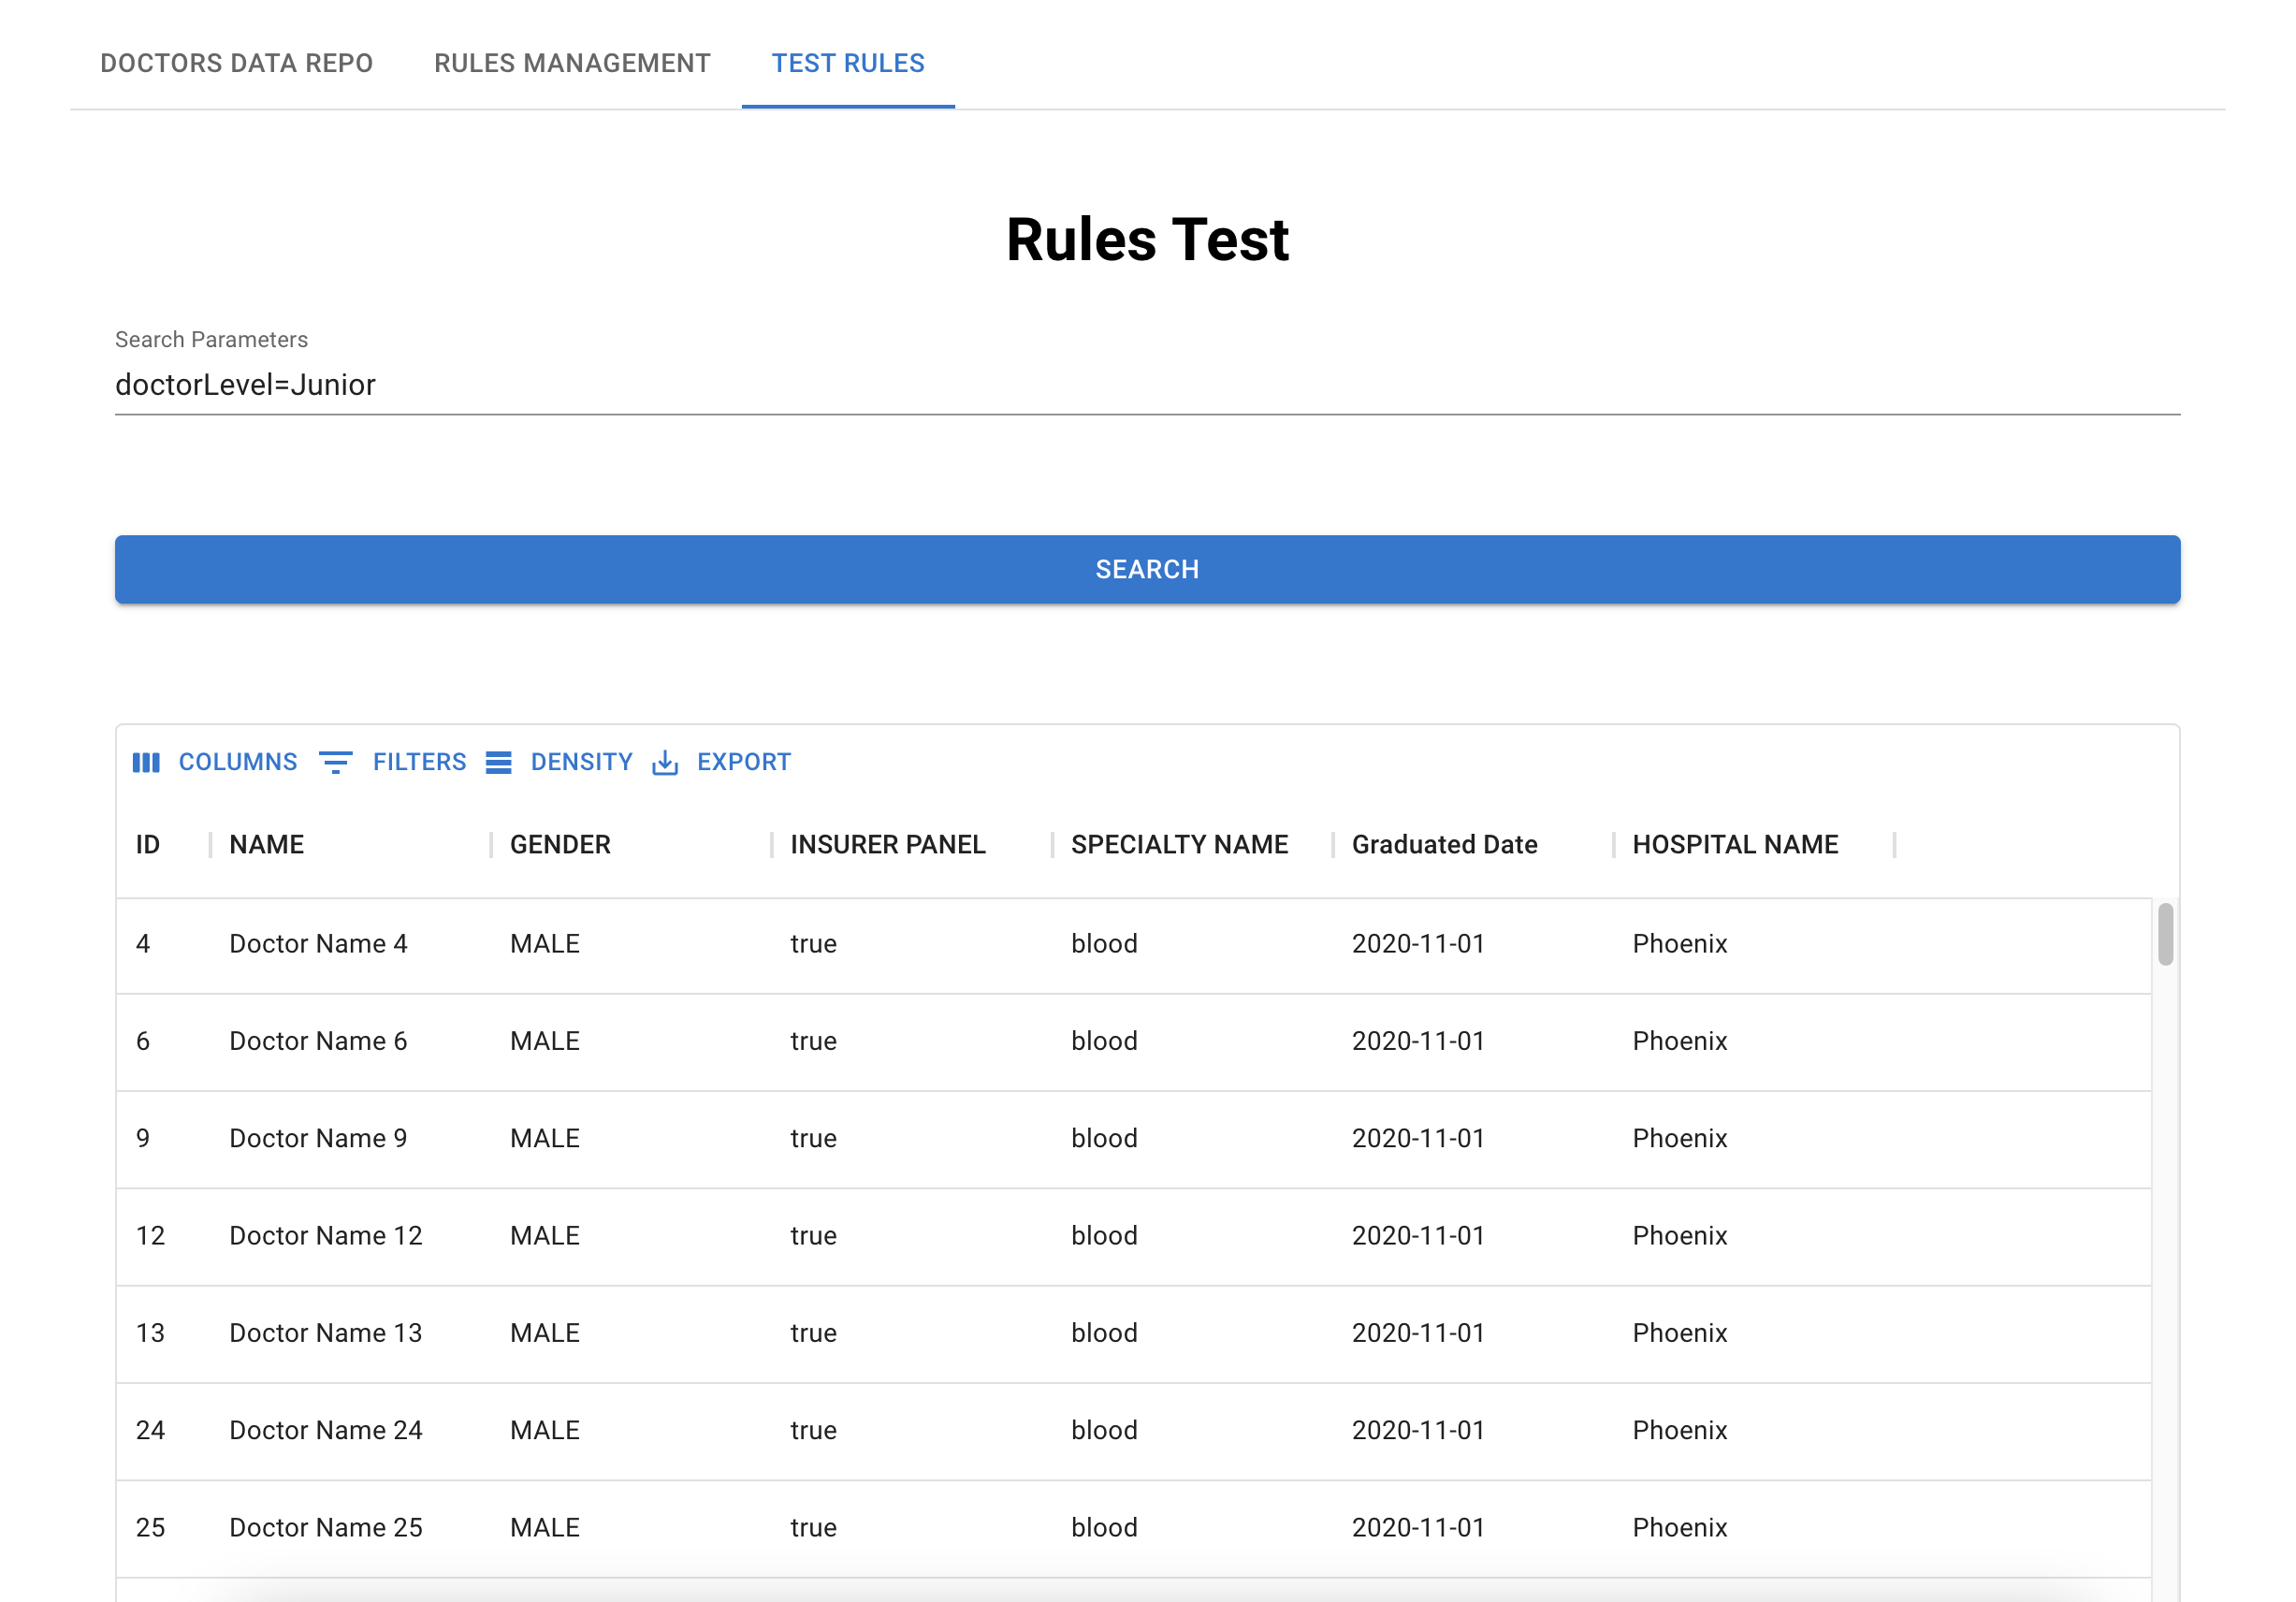 DOCTORS DATA REPO RULES MANAGEMENT TEST RULES
Rules Test
Search Parameters
doctorLevel=Junior
SEARCH
COLUMNS FILTERS DENSITY EXPORT
ID NAME GENDER INSURER PANEL SPECIALTY NAME Graduated Date HOSPITAL NAME
4 Doctor Name 4 MALE true blood 2020-11-01 Phoenix
6 Doctor Name 6 MALE true blood 2020-11-01 Phoenix
9 Doctor Name 9 MALE true blood 2020-11-01 Phoenix
12 Doctor Name 12 MALE true blood 2020-11-01 Phoenix
13 Doctor Name 13 MALE true blood 2020-11-01 Phoenix
24 Doctor Name 24 MALE true blood 2020-11-01 Phoenix
25 Doctor Name 25 MALE true blood 2020-11-01 Phoenix